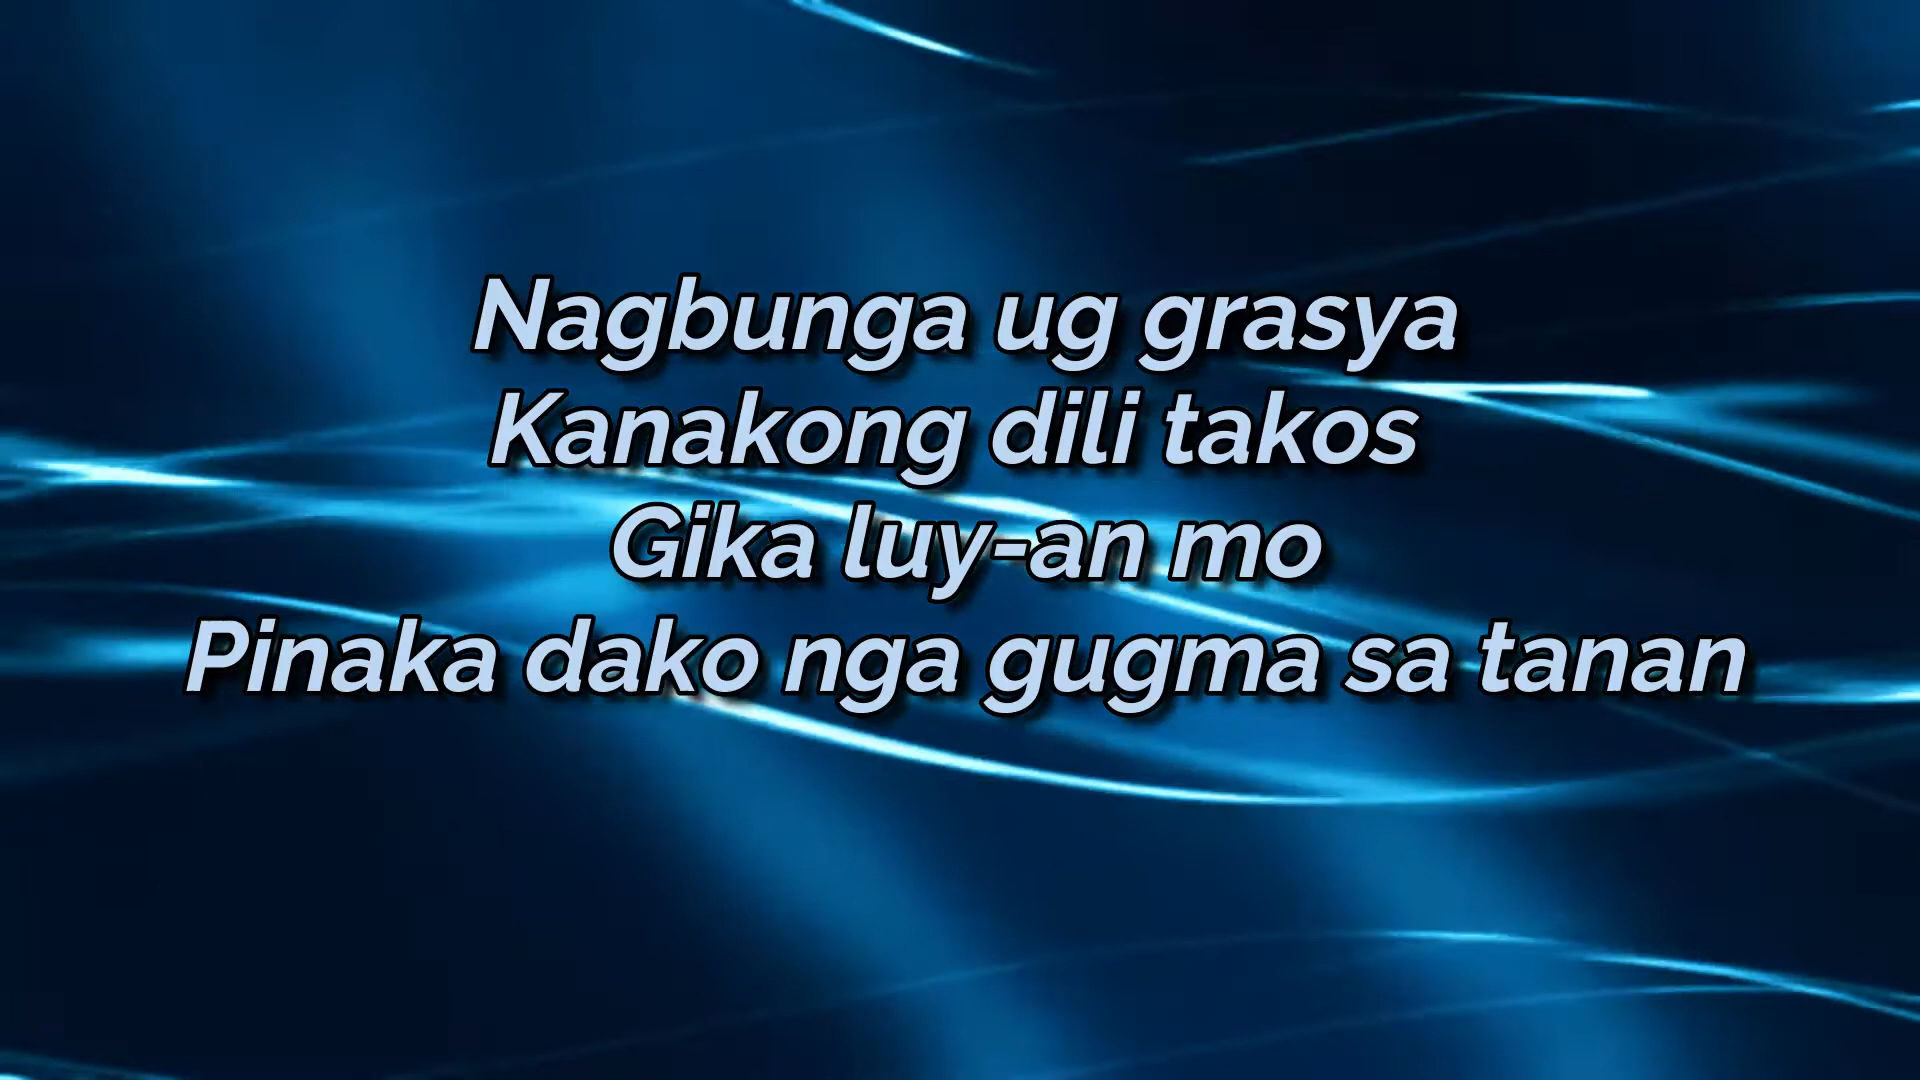 Nagbunga ug grasya
Kanakong dili takos
Gika luy-an mo
Pinaka dako nga gugma sa tanan